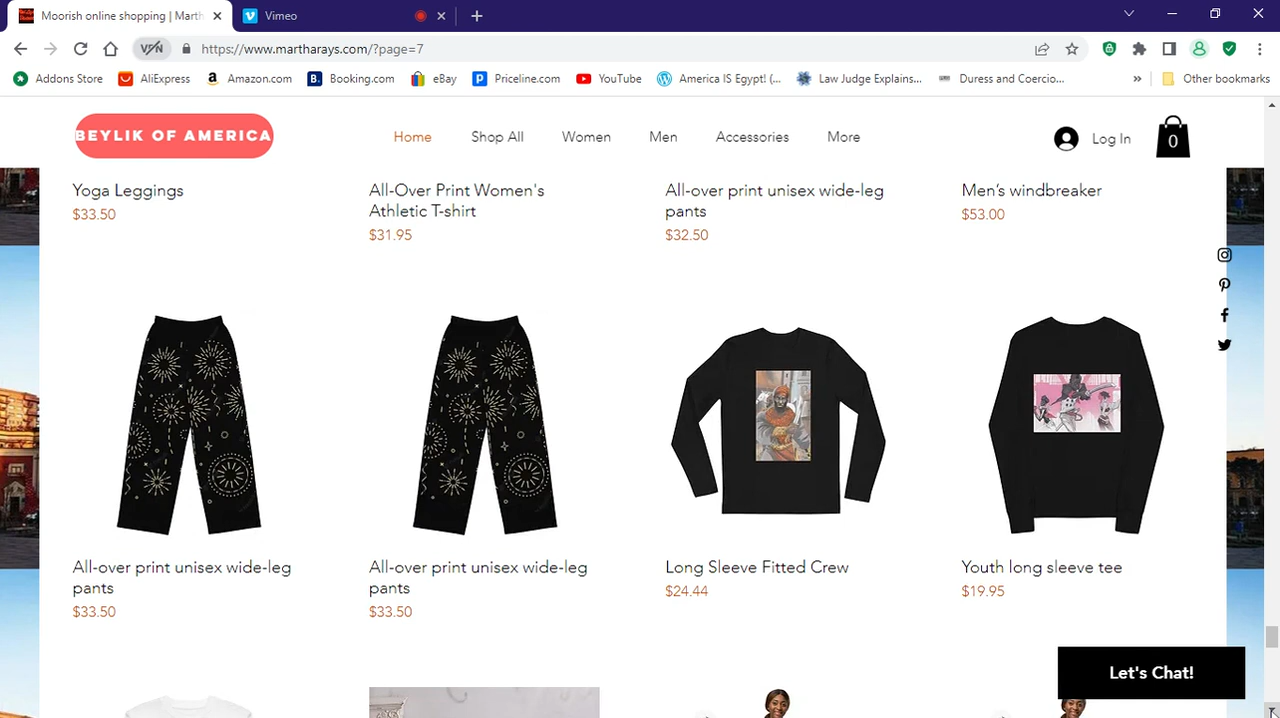 Moorish online shopping | Marth
Vimeo
VPN
https://www.martharays.com/?page=7
Addons Store
AliExpress
Amazon.com
Booking.com
eBay
Priceline.com
YouTube
America IS Egypt! (...
Law Judge Explains...
Duress and Coercio...
»
Other bookmarks
BEYLIK OF AMERICA
Home
Shop All
Women
Men
Accessories
More
Log In
0
Yoga Leggings
$33.50
All-Over Print Women's
Athletic T-shirt
$31.95
All-over print unisex wide-leg
pants
$32.50
Men's windbreaker
$53.00
All-over print unisex wide-leg
pants
$33.50
All-over print unisex wide-leg
pants
$33.50
Long Sleeve Fitted Crew
$24.44
Youth long sleeve tee
$19.95
Let's Chat!